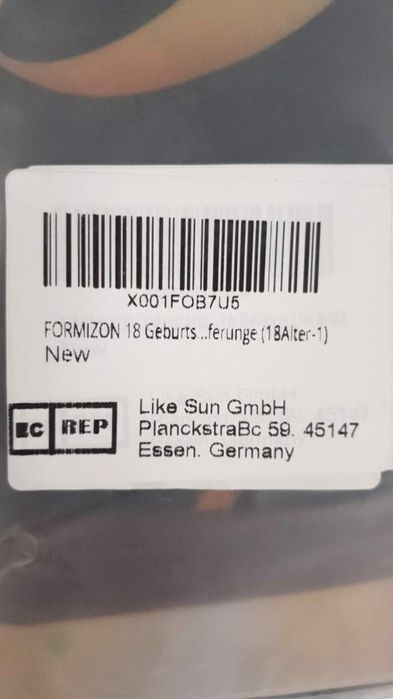 X001FOB7U5
FORMIZON 18 Geburts...ferunge (18Alter-1)
New
EC REP
Like Sun GmbH
PlanckstraBc 59. 45147
Essen. Germany